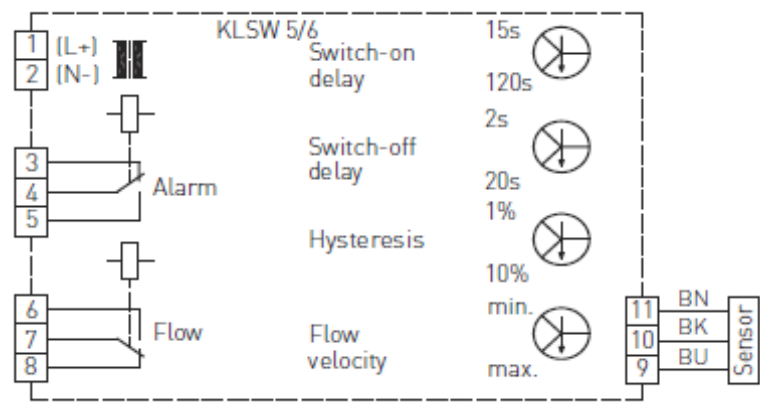 KLSW 5/6
1 (L+)
2 (N-)
3
4
5
Alarm
6
7
8
Flow
Switch-on
delay
15s
120s
Switch-off
delay
2s
20s
Hysteresis
1%
10%
Flow
velocity
min.
max.
11 BN
10 BK
9 BU
Sensor